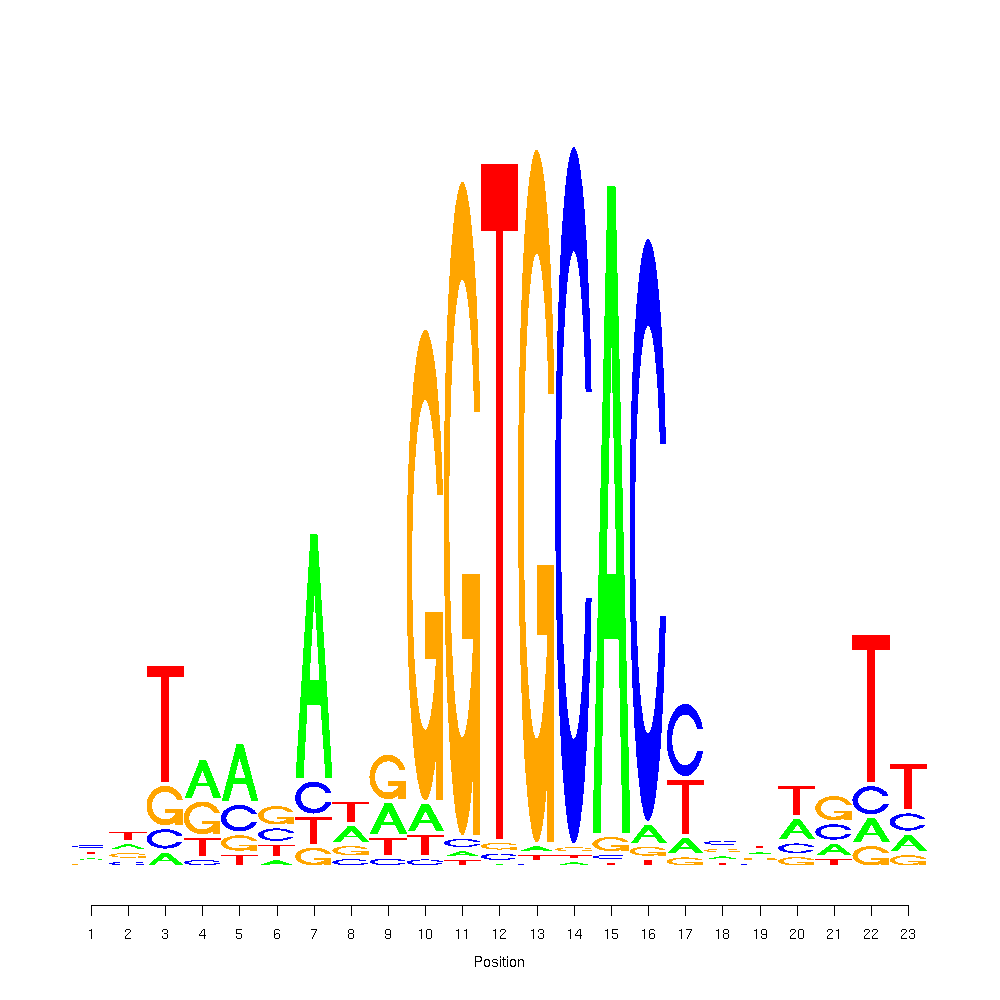 T T A A G A T G G G T G C A C C T G T T
A G G C C C A A A C G A G G A T A C C C
G C T G T T G T T A C T T C G A C A A A
C A C T A G C C C T A T T G G T G G
1 2 3 4 5 6 7 8 9 10 11 12 13 14 15 16 17 18 19 20 21 22 23
Position